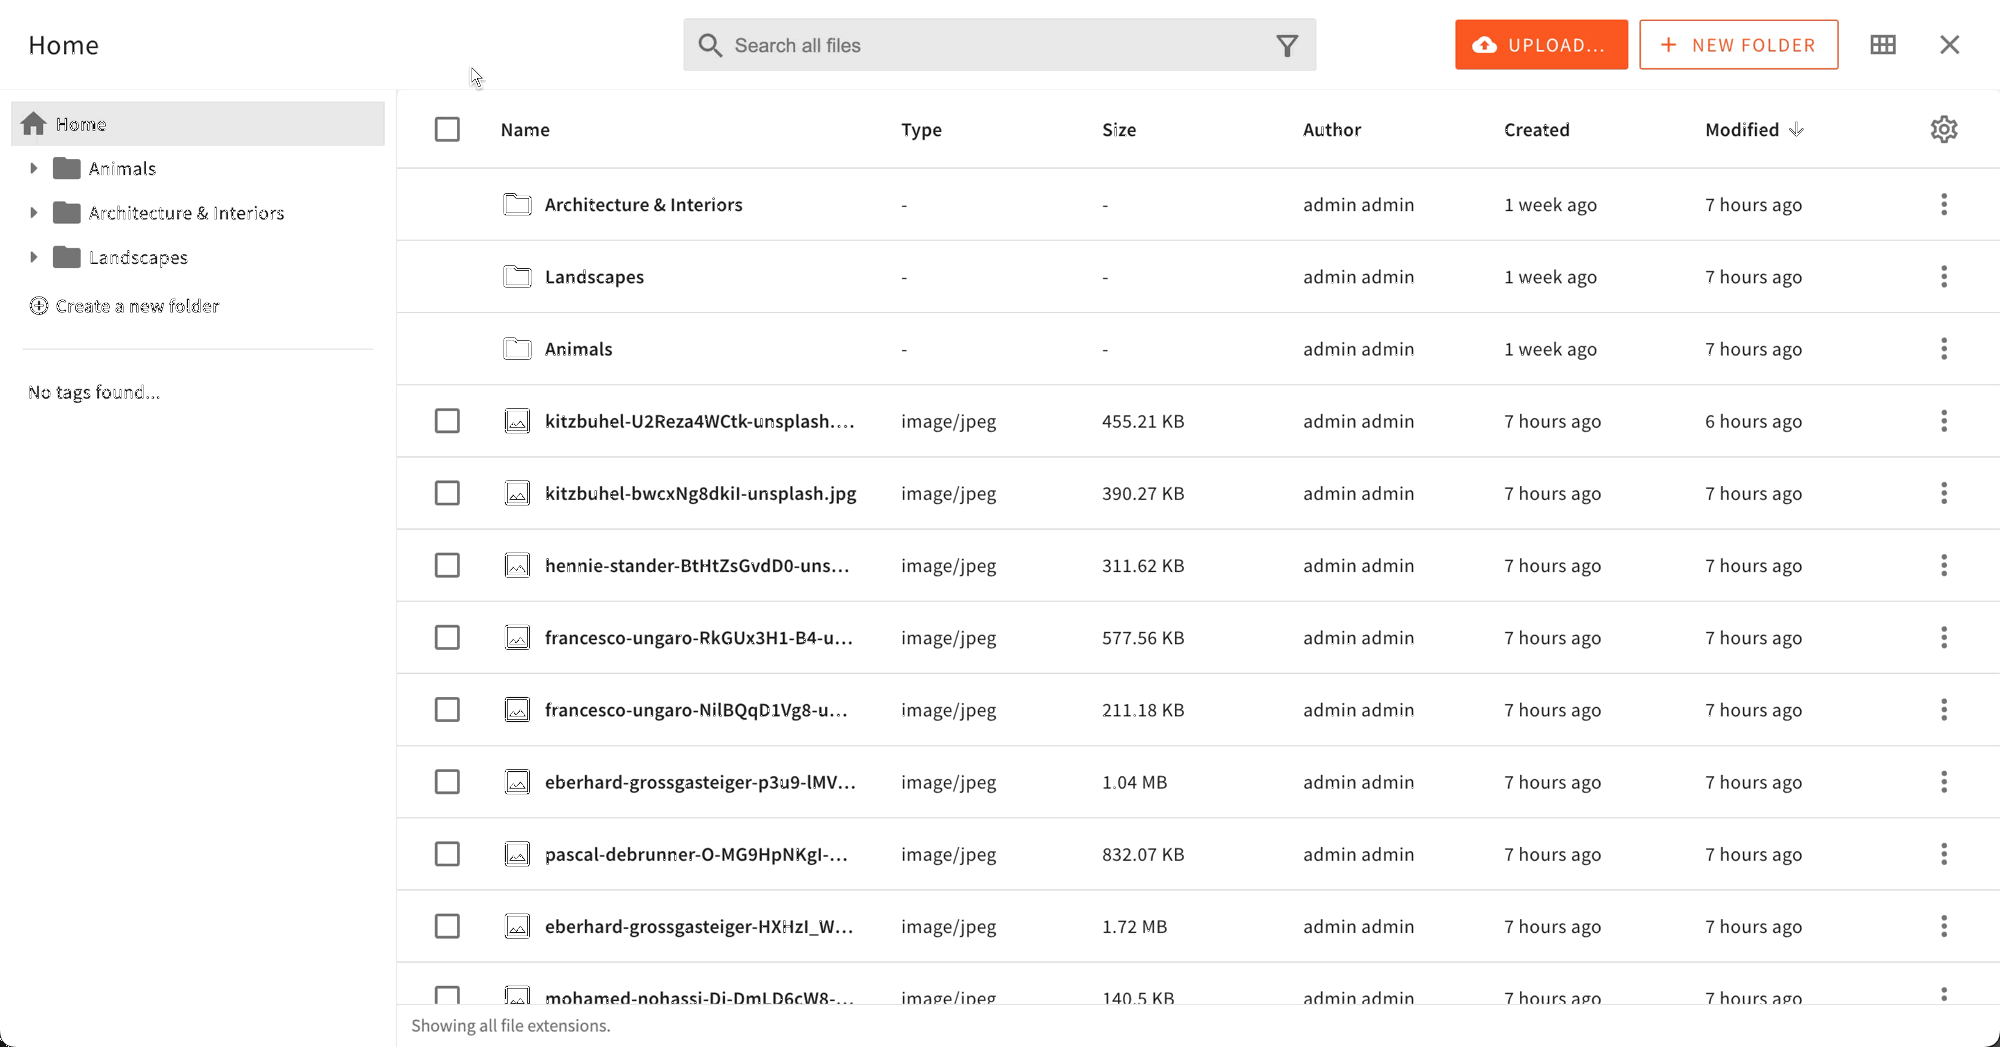 Home
Search all files
UPLOAD...
NEW FOLDER
Home
Animals
Architecture & Interiors
Landscapes
Create a new folder
No tags found...
Name Type Size Author Created Modified
Architecture & Interiors - - admin admin 1 week ago 7 hours ago
Landscapes - - admin admin 1 week ago 7 hours ago
Animals - - admin admin 1 week ago 7 hours ago
kitzbuhel-U2Reza4WCtk-unsplash.... image/jpeg 455.21 KB admin admin 7 hours ago 6 hours ago
kitzbuhel-bwcxNg8dkiI-unsplash.jpg image/jpeg 390.27 KB admin admin 7 hours ago 7 hours ago
hennie-stander-BtHtZsGvdD0-uns... image/jpeg 311.62 KB admin admin 7 hours ago 7 hours ago
francesco-ungaro-RkGUx3H1-B4-u... image/jpeg 577.56 KB admin admin 7 hours ago 7 hours ago
francesco-ungaro-NilBQqD1Vg8-u... image/jpeg 211.18 KB admin admin 7 hours ago 7 hours ago
eberhard-grossgasteiger-p3u9-lMV... image/jpeg 1.04 MB admin admin 7 hours ago 7 hours ago
pascal-debrunner-O-MG9HpNKgI-... image/jpeg 832.07 KB admin admin 7 hours ago 7 hours ago
eberhard-grossgasteiger-HXHzI_W... image/jpeg 1.72 MB admin admin 7 hours ago 7 hours ago
mohamed-nohassi-Di-DmLD6cW8-... image/jpeg 140.5 KB admin admin 7 hours ago 7 hours ago
Showing all file extensions.